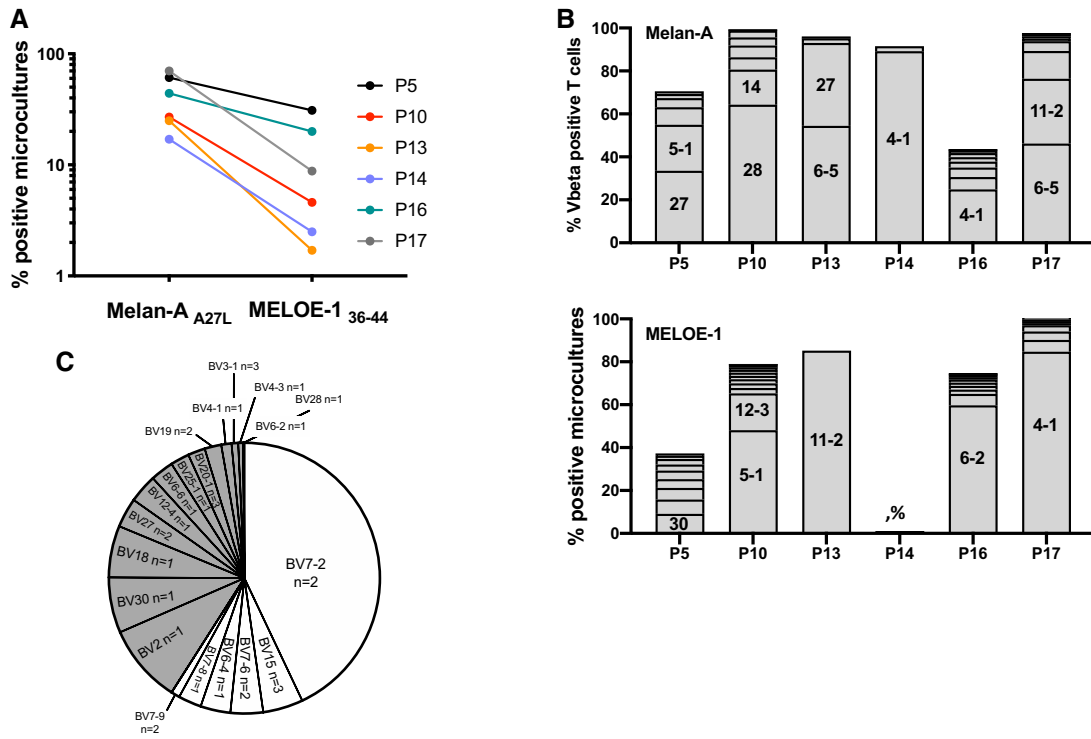 A
% positive microcultures
100
10
1
Melan-A A27L
MELOE-1 36-44
P5
P10
P13
P14
P16
P17
B
Melan-A
% Vbeta positive T cells
100
80
60
40
20
0
5-1
27
14
28
27
6-5
4-1
4-1
11-2
6-5
P5
P10
P13
P14
P16
P17
MELOE-1
% positive microcultures
100
80
60
40
20
0
30
12-3
5-1
11-2
,%
6-2
4-1
P5
P10
P13
P14
P16
P17
C
BV3-1 n=3
BV4-3 n=1
BV4-1 n=1
BV28 n=1
BV19 n=2
BV6-2 n=1
BV20-1 n=3
BV25-1 n=1
BV6-6 n=1
BV12-4 n=1
BV27 n=2
BV18 n=1
BV30 n=1
BV2 n=1
BV7-2
n=2
BV15 n=3
BV7-6 n=2
BV6-4 n=1
BV7-8 n=1
BV7-9
n=2